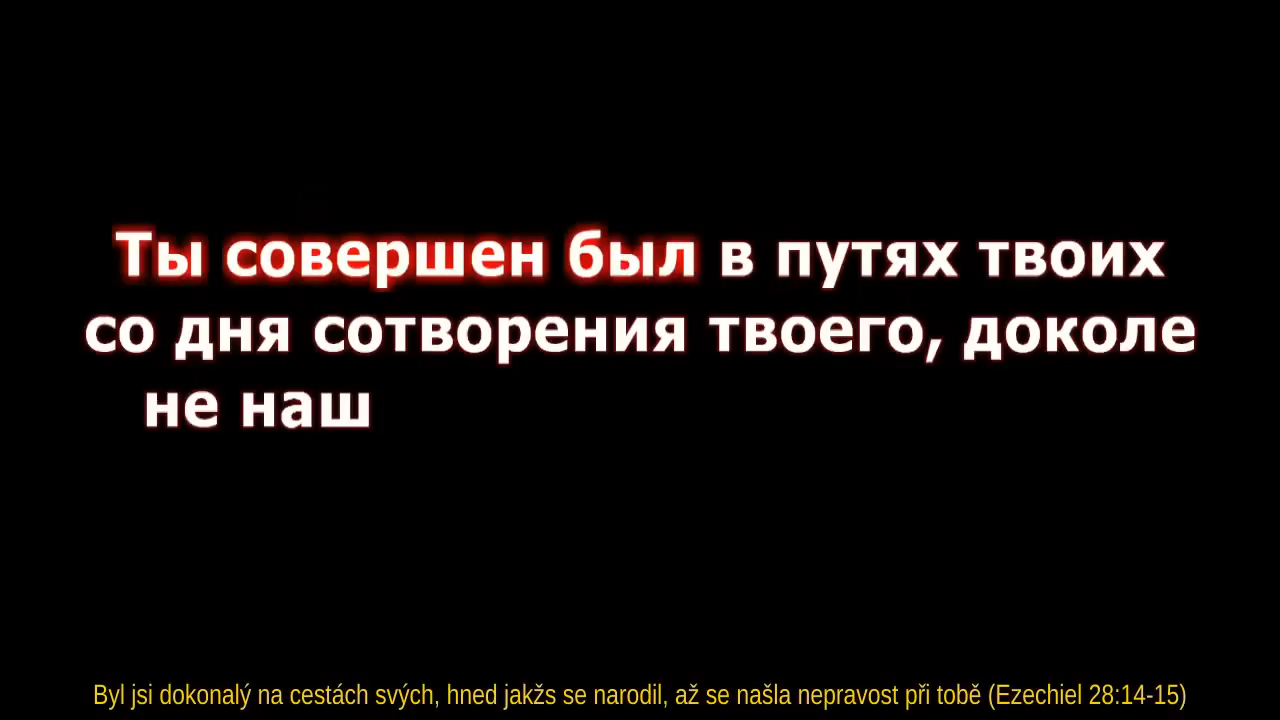 Ты совершен был в путях твоих
со дня сотворения твоего, доколе
не наш
Byl jsi dokonalý na cestách svých, hned jakžs se narodil, až se našla nepravost při tobě (Ezechiel 28:14-15)